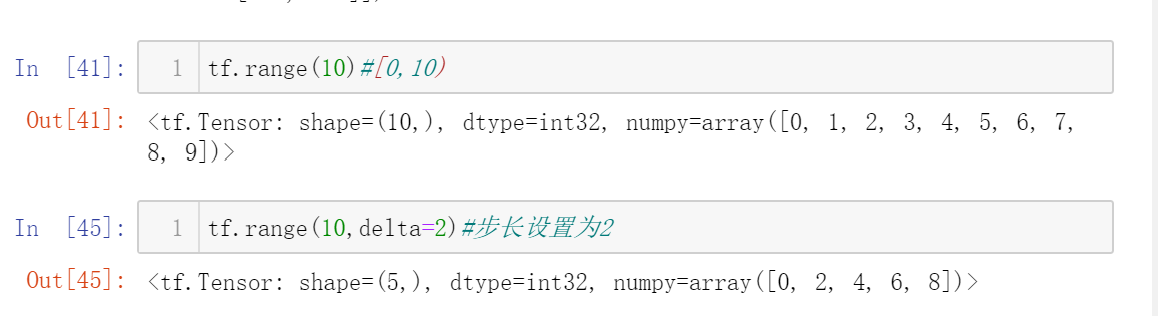 In [41]: 1 tf.range(10)#[0,10)
Out[41]: <tf.Tensor: shape=(10,), dtype=int32, numpy=array([0, 1, 2, 3, 4, 5, 6, 7,
8, 9])>
In [45]: 1 tf.range(10,delta=2)#步长设置为2
Out[45]: <tf.Tensor: shape=(5,), dtype=int32, numpy=array([0, 2, 4, 6, 8])>